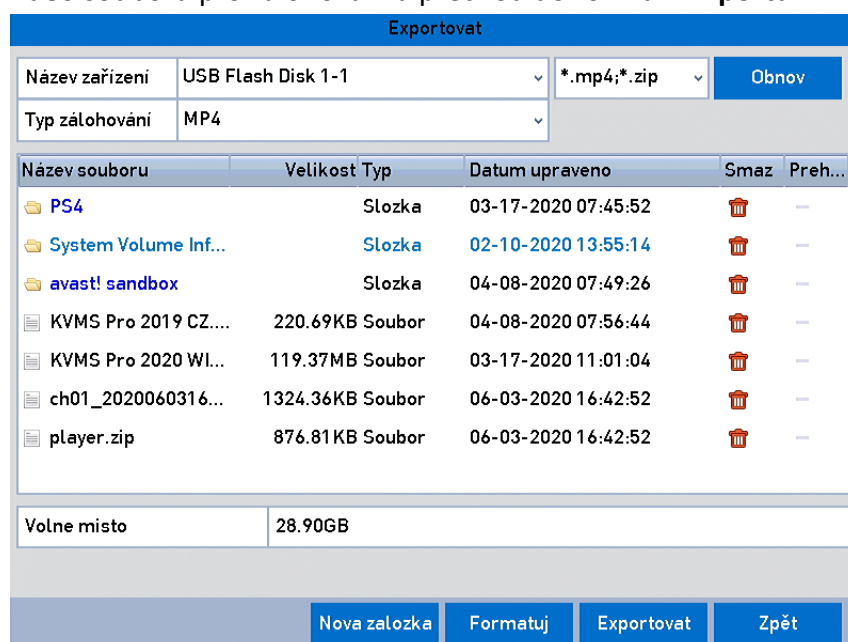 Exportovat
Název zařízení USB Flash Disk 1-1 *.mp4;*.zip Obnov
Typ zálohování MP4
Název souboru Velikost Typ Datum upraveno Smaz Preh...
PS4 Slozka 03-17-2020 07:45:52
System Volume Inf... Slozka 02-10-2020 13:55:14
avast! sandbox Slozka 04-08-2020 07:49:26
KVMS Pro 2019 CZ.... 220.69KB Soubor 04-08-2020 07:56:44
KVMS Pro 2020 WI... 119.37MB Soubor 03-17-2020 11:01:04
ch01_2020060316... 1324.36KB Soubor 06-03-2020 16:42:52
player.zip 876.81KB Soubor 06-03-2020 16:42:52
Volne misto 28.90GB
Nova zalozka Formatuj Exportovat Zpět